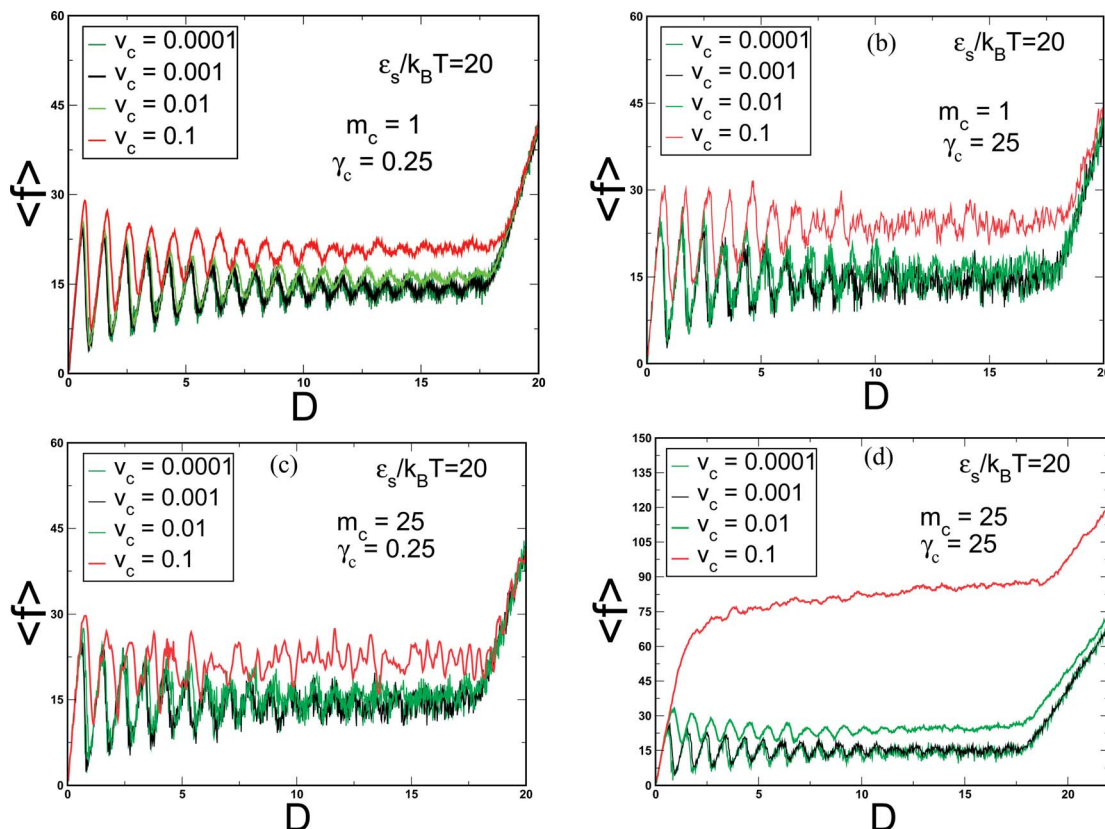 60
45
30
15
0
<f>
v_c = 0.0001
v_c = 0.001
v_c = 0.01
v_c = 0.1
ε_s/k_BT=20
m_c = 1
γ_c = 0.25
0 5 10 15 20
D
60
45
30
15
0
<f>
v_c = 0.0001
v_c = 0.001
v_c = 0.01
v_c = 0.1
(b)
ε_s/k_BT=20
m_c = 1
γ_c = 25
0 5 10 15 20
D
60
45
30
15
0
<f>
v_c = 0.0001
v_c = 0.001
v_c = 0.01
v_c = 0.1
(c)
ε_s/k_BT=20
m_c = 25
γ_c = 0.25
0 5 10 15 20
D
150
135
120
105
90
75
60
45
30
15
0
<f>
v_c = 0.0001
v_c = 0.001
v_c = 0.01
v_c = 0.1
(d)
ε_s/k_BT=20
m_c = 25
γ_c = 25
0 5 10 15 20
D